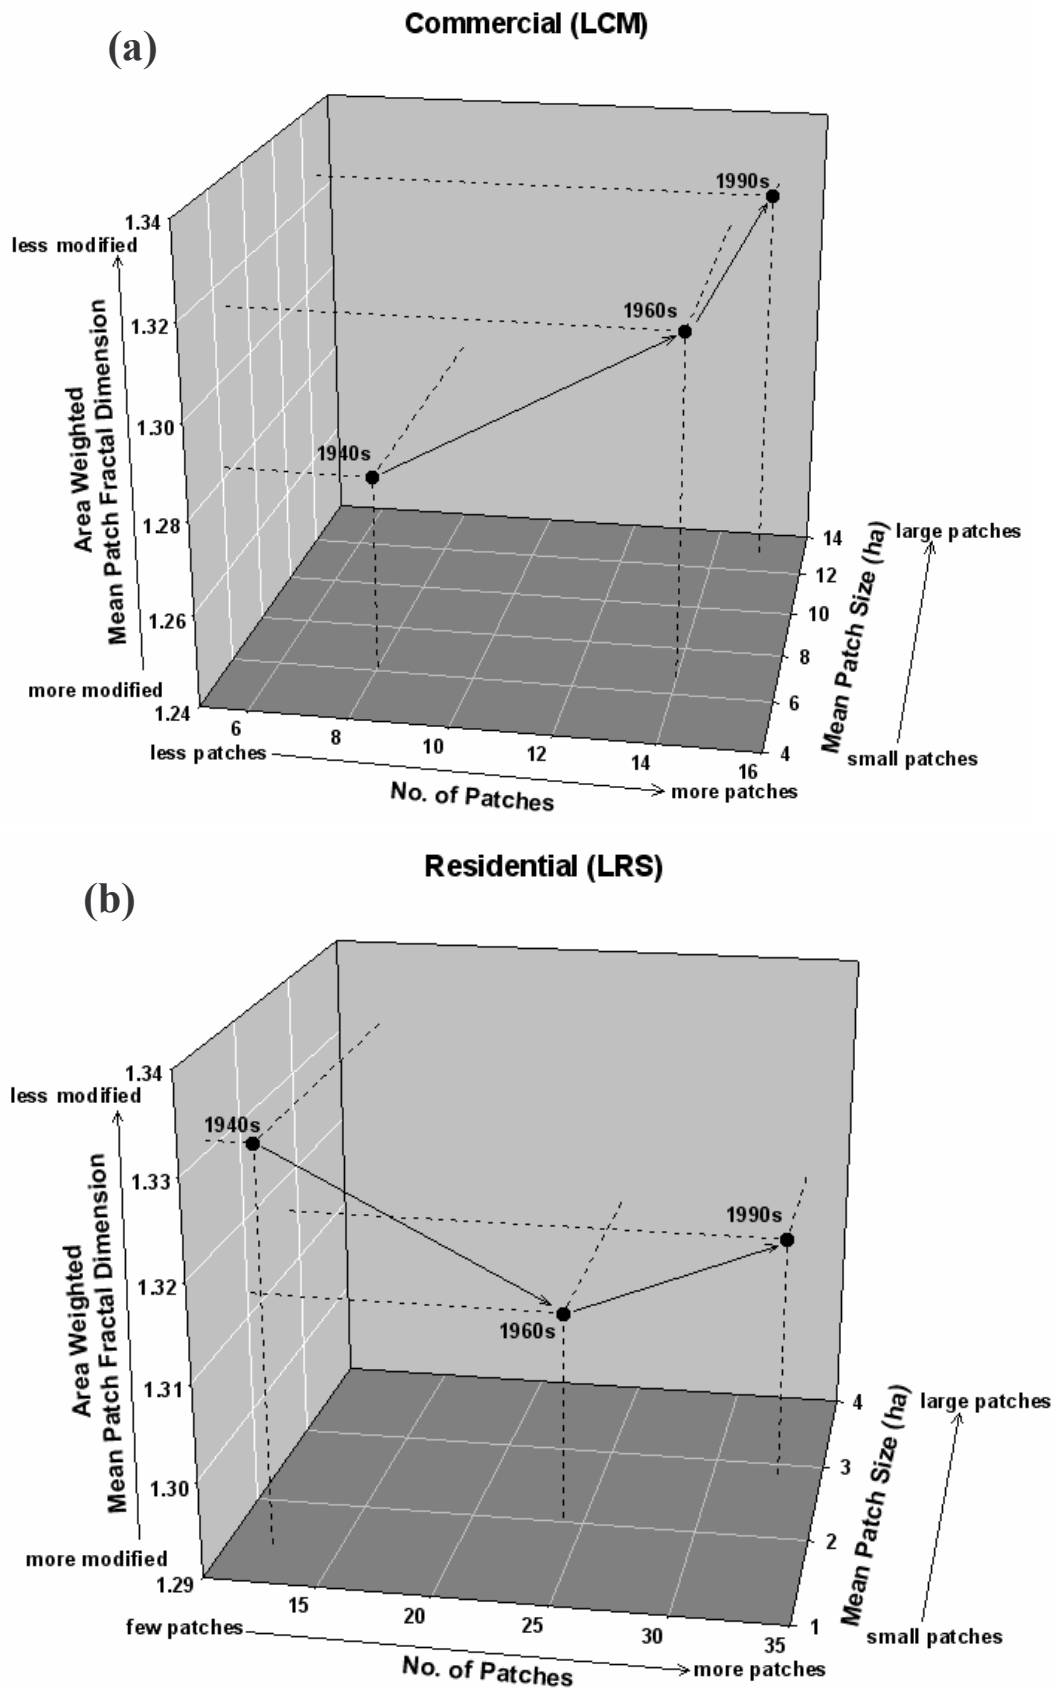 Commercial (LCM)
(a)
1990s
1.34
less modified
1960s
1.32
Area Weighted
Mean Patch Fractal Dimension
1.30
1940s
1.28
14
large patches
12
Mean Patch Size (ha)
10
1.26
8
more modified
6
1.24
6
8
10
12
14
16
4
less patches
small patches
No. of Patches
more patches
Residential (LRS)
(b)
1.34
less modified
1940s
1.33
Area Weighted
Mean Patch Fractal Dimension
1990s
1.32
1960s
1.31
4
large patches
3
Mean Patch Size (ha)
1.30
2
more modified
1.29
15
20
25
30
35
1
few patches
small patches
No. of Patches
more patches